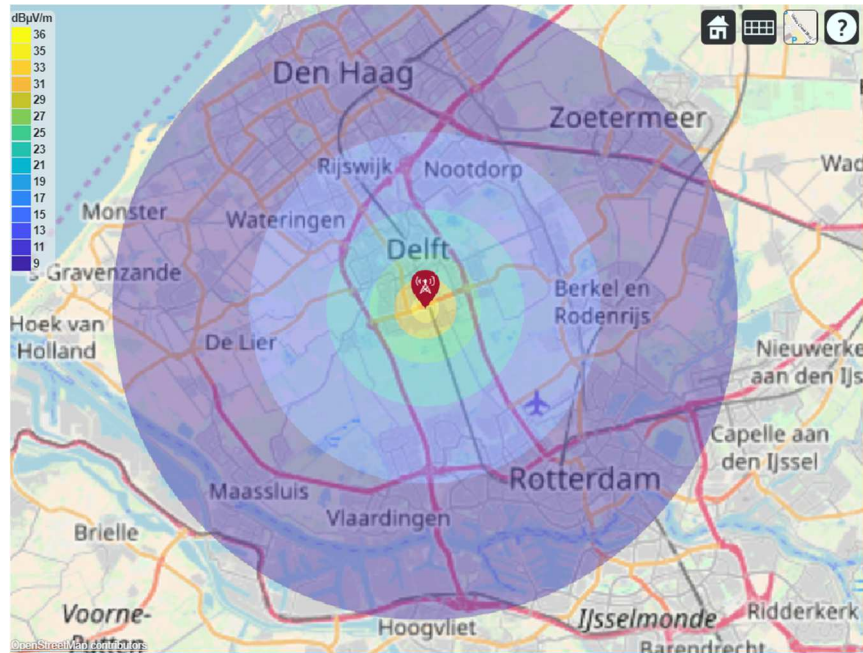 dBμV/m
36
35
33
31
29
27
25
23
21
19
17
15
13
11
9
?
Den Haag
Zoetermeer
Rijswijk
Nootdorp
Wad
Monster
Wateringen
Delft
's-Gravenzande
Berkel en
Rodenrijs
Hoek van
Holland
De Lier
Nieuwerke
aan den IJs
Capelle aan
den IJssel
Rotterdam
Maassluis
Vlaardingen
Brielle
Voorne-
Putten
Hoogvliet
IJsselmonde
Ridderkerk
Barendrecht
OpenStreetMap contributors